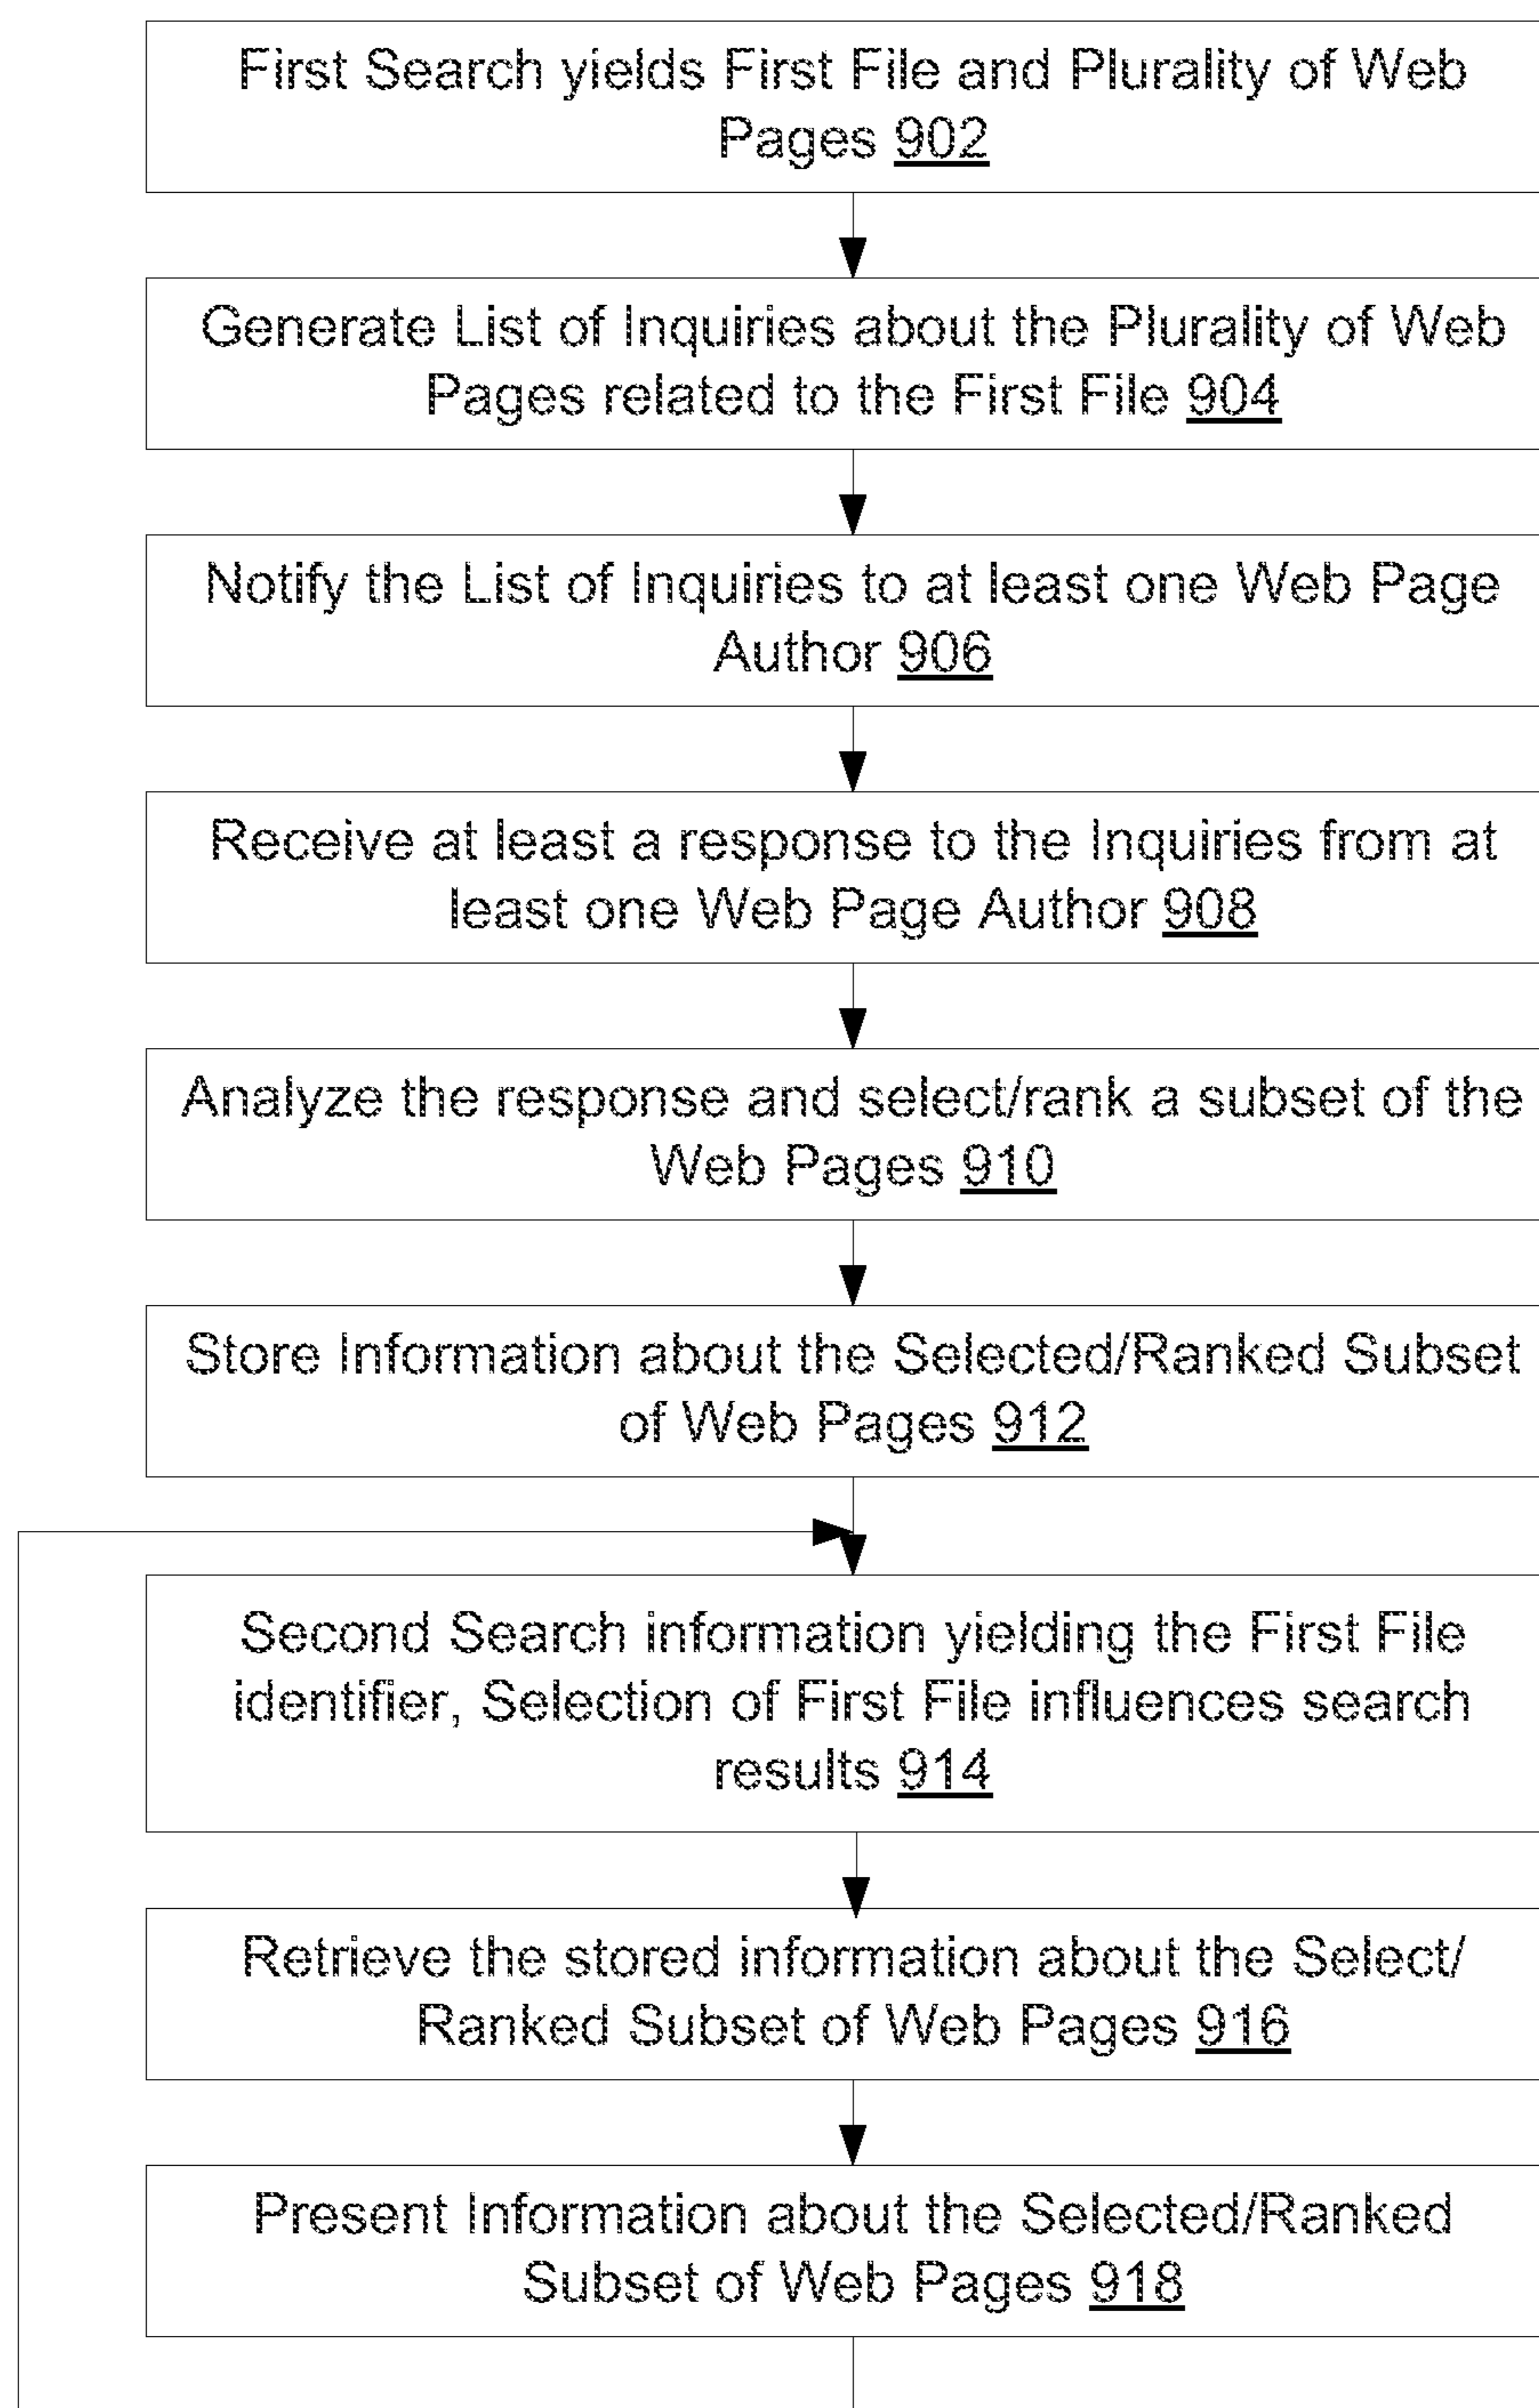 First Search yields First File and Plurality of Web
Pages 902
Generate List of Inquiries about the Plurality of Web
Pages related to the First File 904
Notify the List of Inquiries to at least one Web Page
Author 906
Receive at least a response to the Inquiries from at
least one Web Page Author 908
Analyze the response and select/rank a subset of the
Web Pages 910
Store Information about the Selected/Ranked Subset
of Web Pages 912
Second Search information yielding the First File
identifier, Selection of First File influences search
results 914
Retrieve the stored information about the Select/
Ranked Subset of Web Pages 916
Present Information about the Selected/Ranked
Subset of Web Pages 918